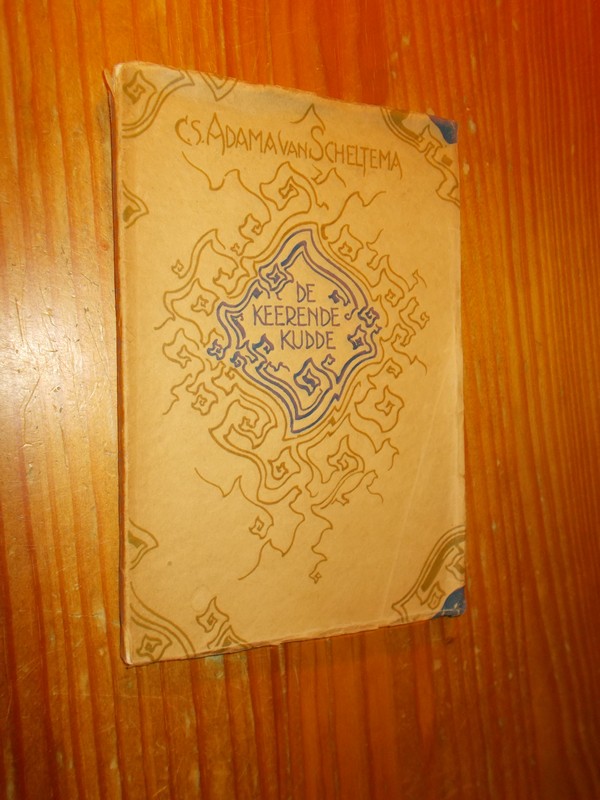 C.S. ADAMA VAN SCHELTEMA
DE
KEERENDE
KUDDE